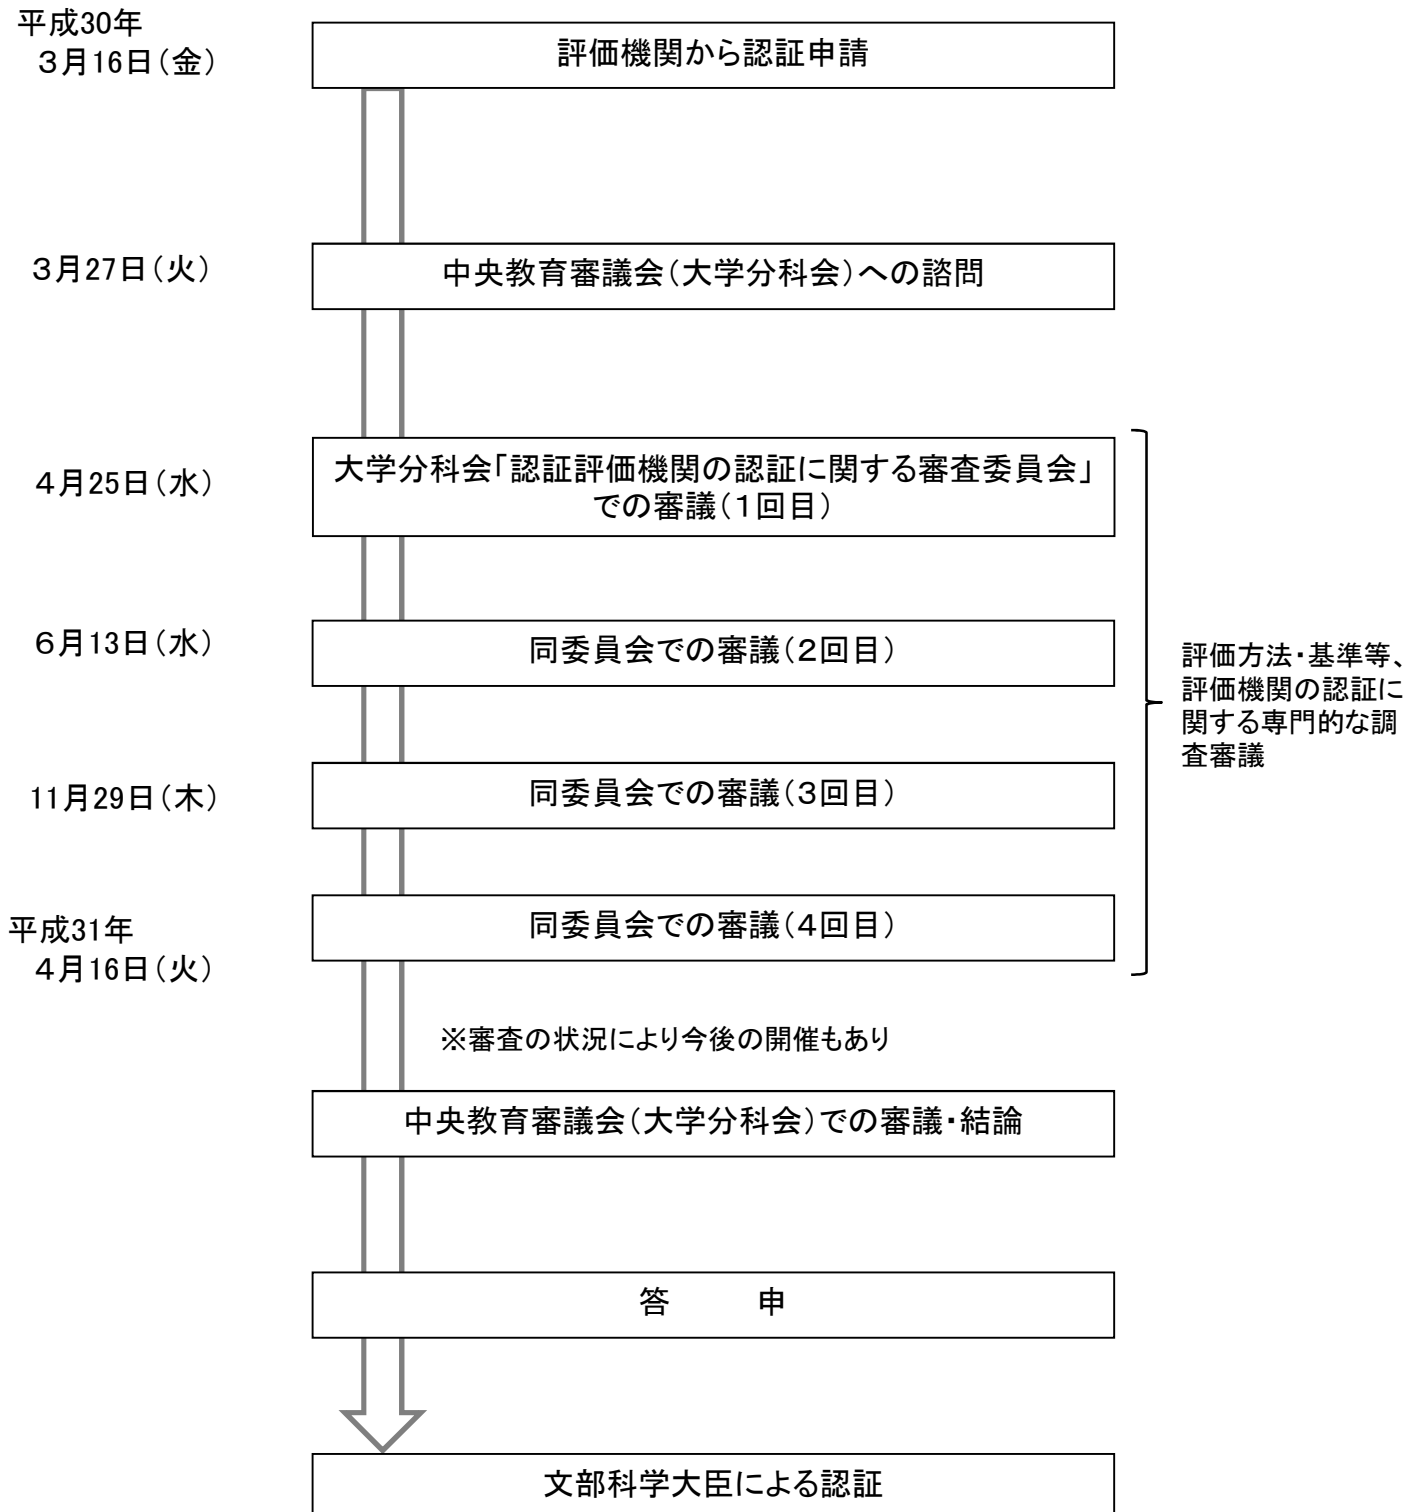 平成30年
3月16日(金)
評価機関から認証申請
3月27日(火)
中央教育審議会(大学分科会)への諮問
4月25日(水)
大学分科会「認証評価機関の認証に関する審査委員会」
での審議(1回目)
6月13日(水)
同委員会での審議(2回目)
11月29日(木)
同委員会での審議(3回目)
平成31年
4月16日(火)
同委員会での審議(4回目)
評価方法・基準等、
評価機関の認証に
関する専門的な調
査審議
※審査の状況により今後の開催もあり
中央教育審議会(大学分科会)での審議・結論
答 申
文部科学大臣による認証